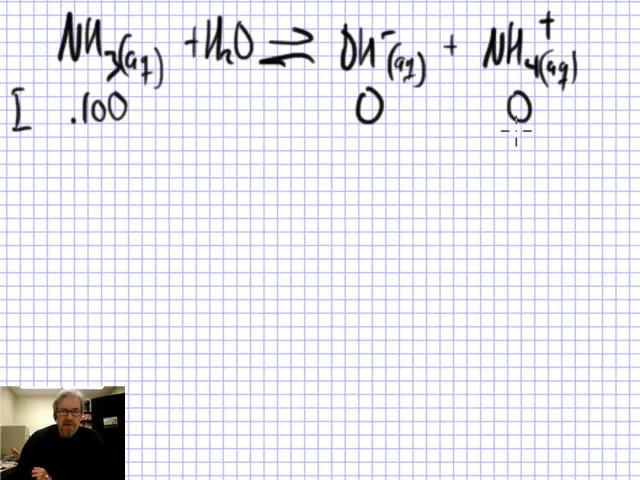 NH₃(aq) + H₂O ⇌ OH⁻(aq) + NH₄⁺(aq)
I .100 0 0